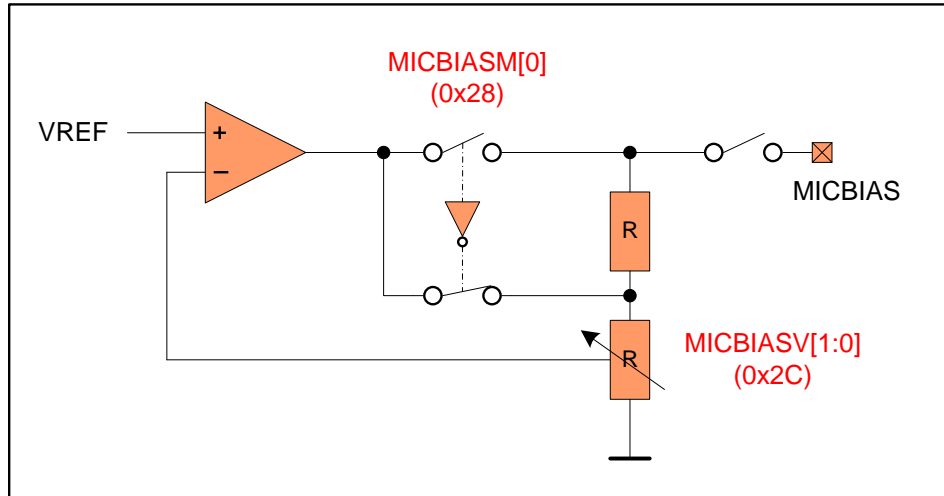 MICBIASM[0]
(0x28)
VREF
+
−
MICBIAS
R
R
MICBIASV[1:0]
(0x2C)